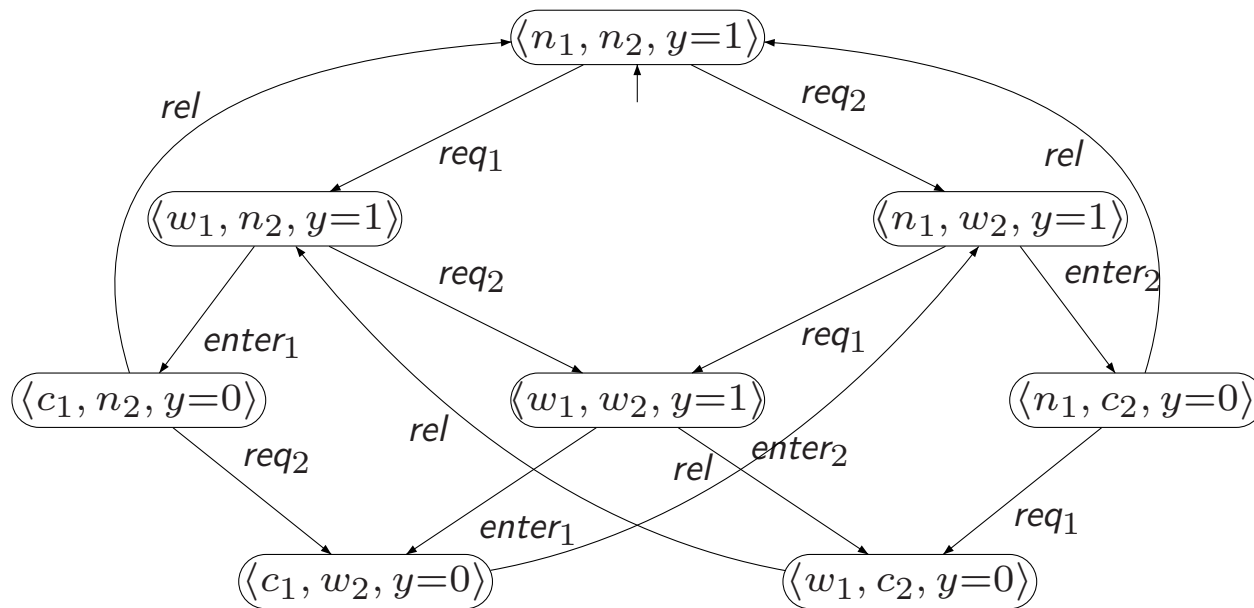 ⟨n₁, n₂, y=1⟩
rel
req₂
req₁
rel
⟨w₁, n₂, y=1⟩
⟨n₁, w₂, y=1⟩
req₂
enter₂
enter₁
req₁
⟨c₁, n₂, y=0⟩
⟨w₁, w₂, y=1⟩
⟨n₁, c₂, y=0⟩
rel
req₂
rel
enter₂
enter₁
req₁
⟨c₁, w₂, y=0⟩
⟨w₁, c₂, y=0⟩